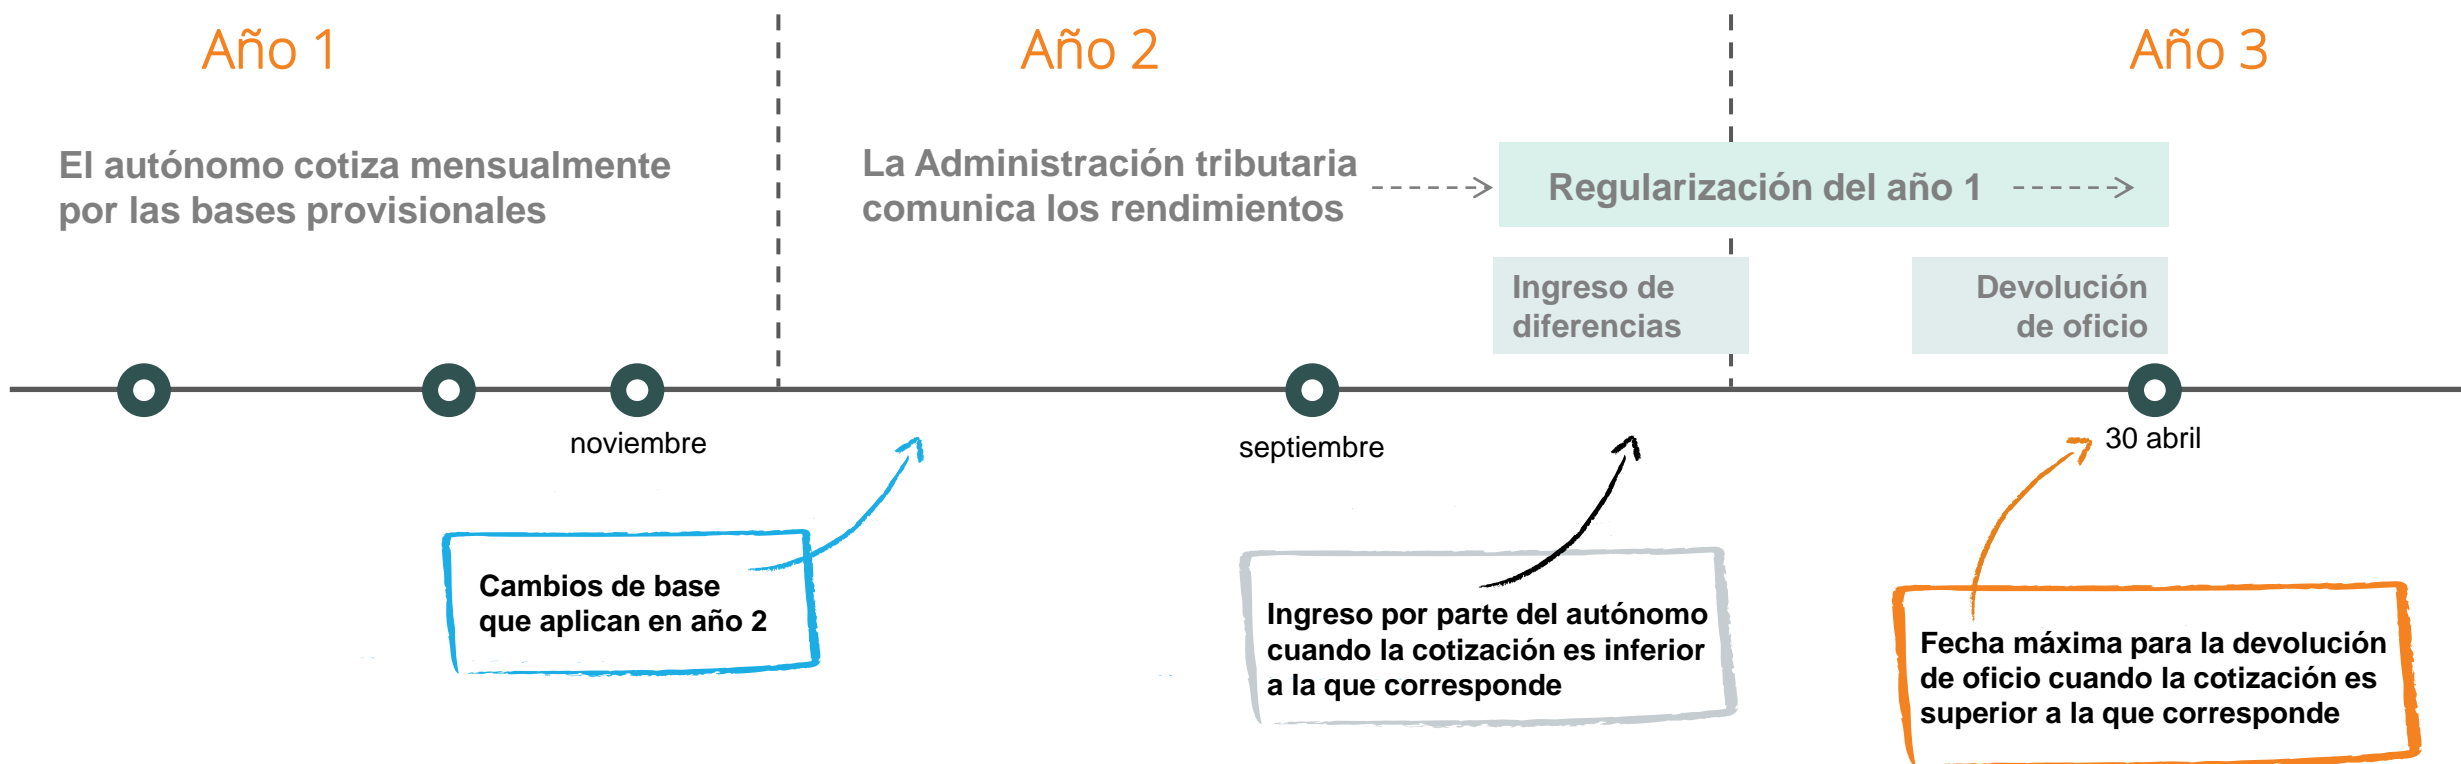 Año 1
Año 2
Año 3
El autónomo cotiza mensualmente
por las bases provisionales
La Administración tributaria
comunica los rendimientos
Regularización del año 1
Ingreso de
diferencias
Devolución
de oficio
noviembre
septiembre
30 abril
Cambios de base
que aplican en año 2
Ingreso por parte del autónomo
cuando la cotización es inferior
a la que corresponde
Fecha máxima para la devolución
de oficio cuando la cotización es
superior a la que corresponde